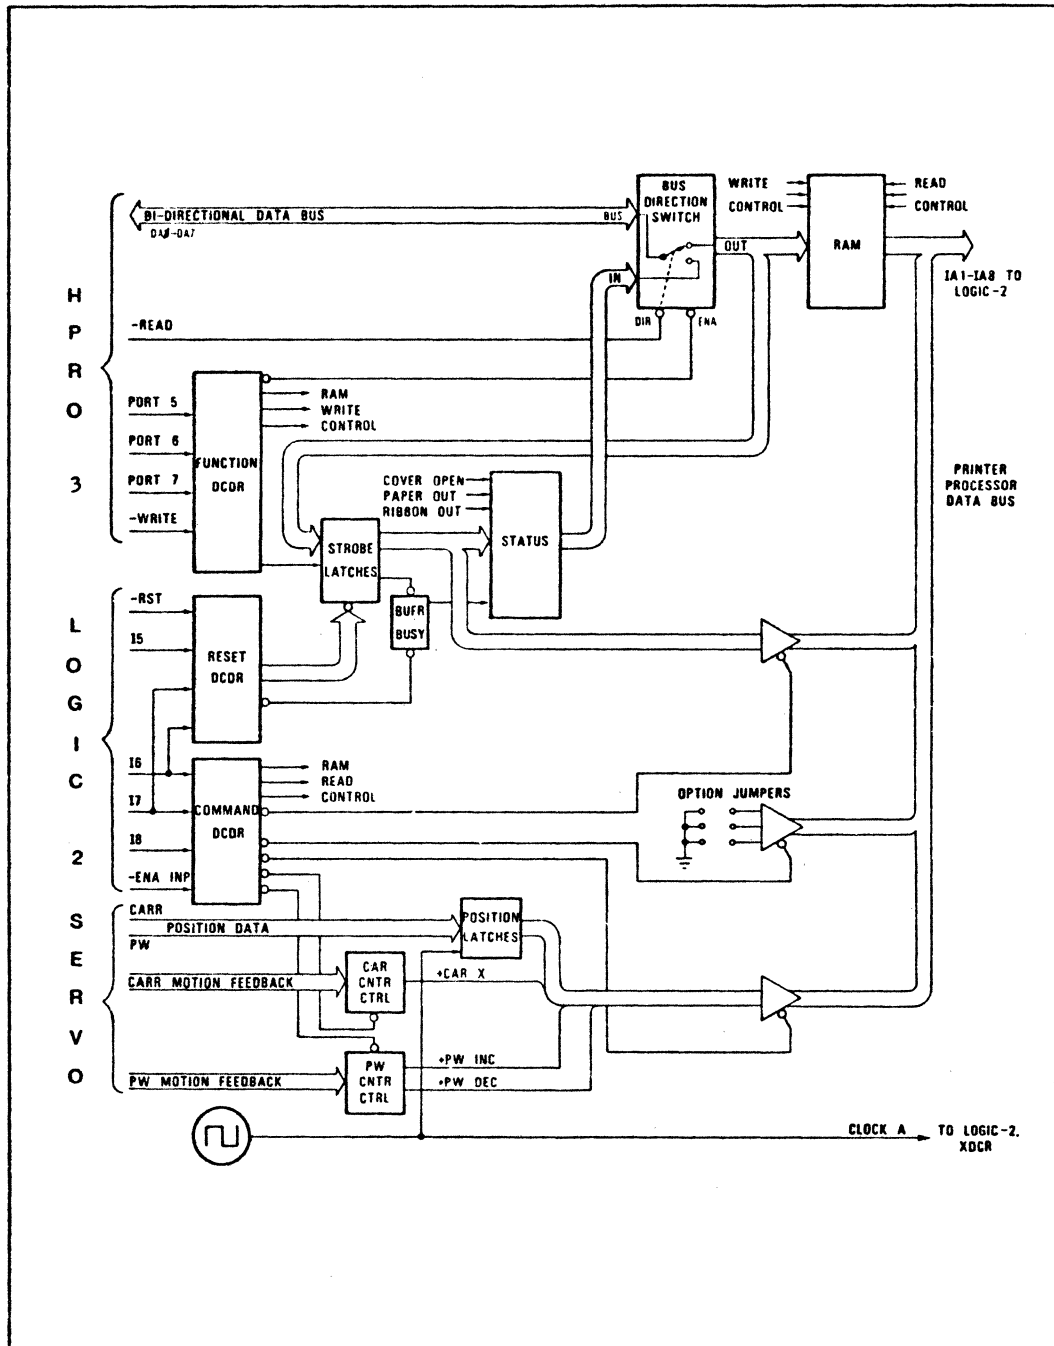 HPRO 3
BI-DIRECTIONAL DATA BUS
DA0-DA7
BUS
BUS
DIRECTION
SWITCH
OUT
IN
DIR
ENA
WRITE
CONTROL
RAM
READ
CONTROL
IA1-IA8 TO
LOGIC-2
-READ
PORT 5
PORT 6
PORT 7
-WRITE
FUNCTION
DCDR
RAM
WRITE
CONTROL
COVER OPEN
PAPER OUT
RIBBON OUT
STATUS
STROBE
LATCHES
BUFR
BUSY
PRINTER
PROCESSOR
DATA BUS
LOGIC 2
-RST
I5
RESET
DCDR
I6
I7
I8
-ENA INP
COMMAND
DCDR
RAM
READ
CONTROL
OPTION JUMPERS
SERVO
CARR
POSITION DATA
PW
POSITION
LATCHES
CARR MOTION FEEDBACK
CAR
CNTR
CTRL
+CAR X
PW MOTION FEEDBACK
PW
CNTR
CTRL
+PW INC
+PW DEC
CLOCK A
TO LOGIC-2,
XDCR